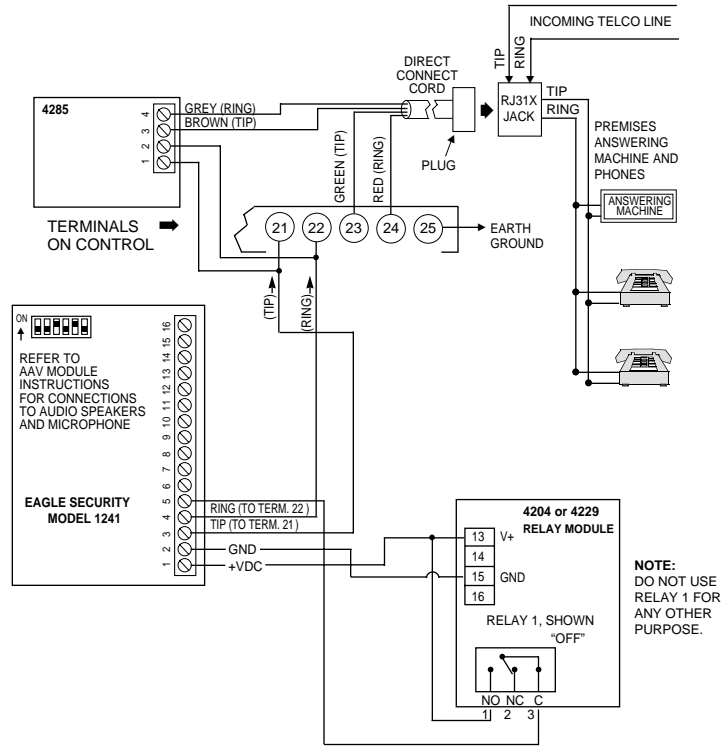 INCOMING TELCO LINE
TIP
RING
DIRECT
CONNECT
CORD
RJ31X
JACK
TIP
RING
PLUG
PREMISES
ANSWERING
MACHINE AND
PHONES
ANSWERING
MACHINE
4285
4
3
2
1
GREY (RING)
BROWN (TIP)
GREEN (TIP)
RED (RING)
TERMINALS
ON CONTROL
21
22
23
24
25
EARTH
GROUND
(TIP)
(RING)
ON
REFER TO
AAV MODULE
INSTRUCTIONS
FOR CONNECTIONS
TO AUDIO SPEAKERS
AND MICROPHONE
EAGLE SECURITY
MODEL 1241
16
15
14
13
12
11
10
9
8
7
6
5
4
3
2
1
RING (TO TERM. 22 )
TIP (TO TERM. 21 )
GND
+VDC
4204 or 4229
RELAY MODULE
13 V+
14
15 GND
16
RELAY 1, SHOWN
“OFF”
NO NC C
1 2 3
NOTE:
DO NOT USE
RELAY 1 FOR
ANY OTHER
PURPOSE.